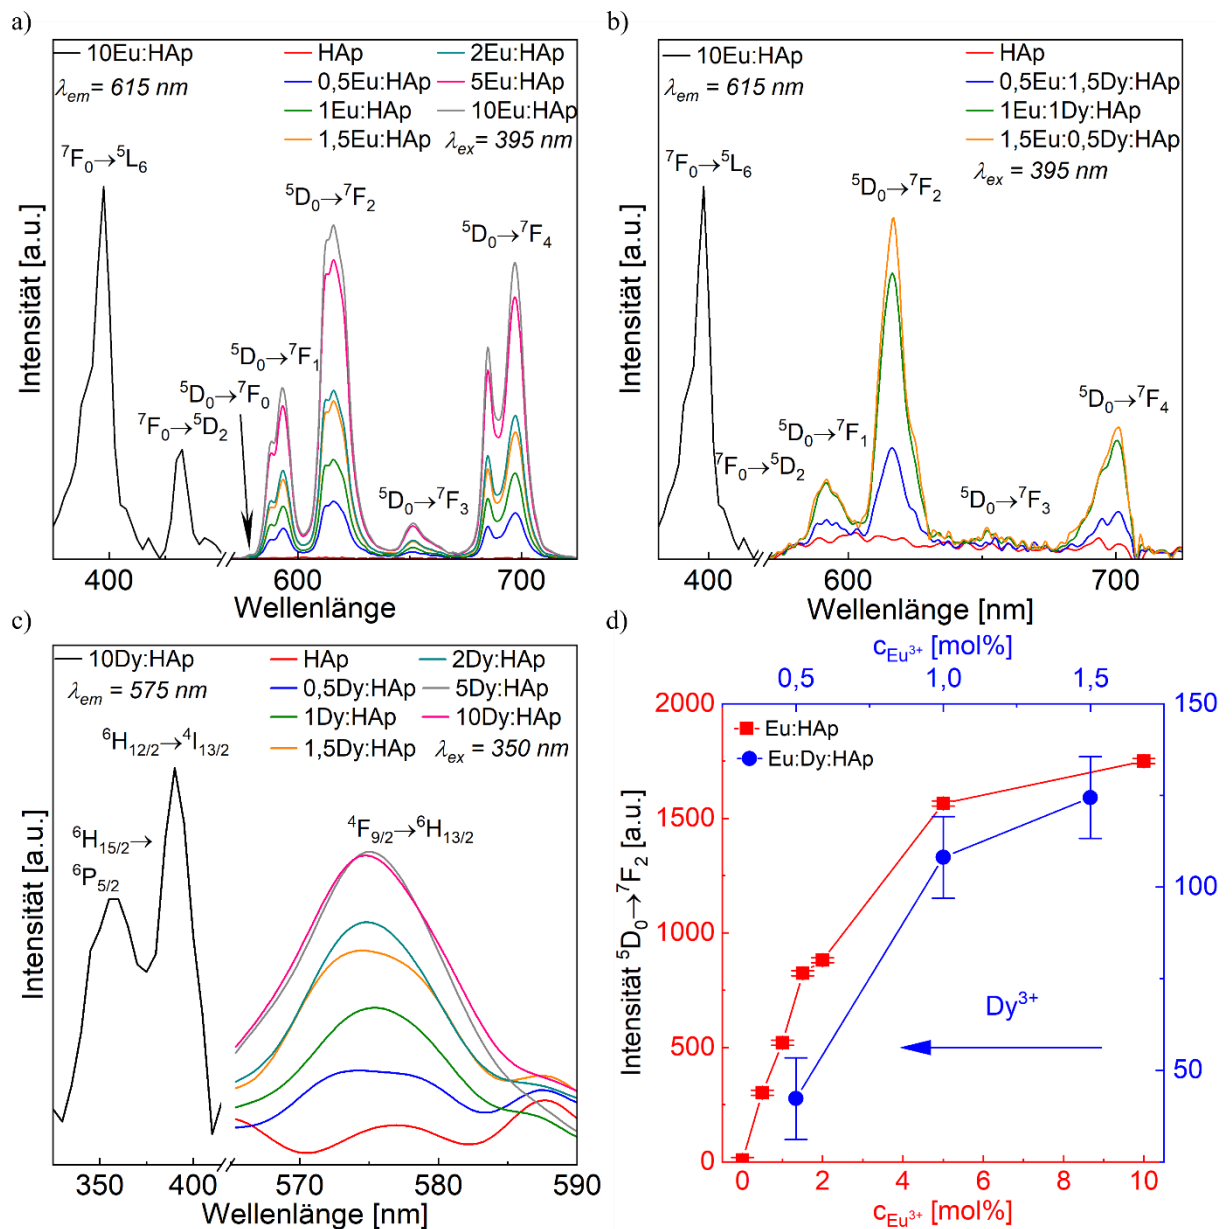 a)
10Eu:HAp
λem = 615 nm
HAp
2Eu:HAp
0,5Eu:HAp
5Eu:HAp
1Eu:HAp
10Eu:HAp
1,5Eu:HAp
λex = 395 nm
⁷F₀→⁵L₆
⁵D₀→⁷F₂
⁵D₀→⁷F₄
⁵D₀→⁷F₁
⁵D₀→⁷F₀
⁷F₀→⁵D₂
⁵D₀→⁷F₃
Intensität [a.u.]
400
600
700
Wellenlänge
b)
10Eu:HAp
λem = 615 nm
HAp
0,5Eu:1,5Dy:HAp
1Eu:1Dy:HAp
1,5Eu:0,5Dy:HAp
λex = 395 nm
⁷F₀→⁵L₆
⁵D₀→⁷F₂
⁵D₀→⁷F₄
⁵D₀→⁷F₁
⁷F₀→⁵D₂
⁵D₀→⁷F₃
Intensität [a.u.]
400
600
700
Wellenlänge [nm]
c)
10Dy:HAp
λem = 575 nm
HAp
2Dy:HAp
0,5Dy:HAp
5Dy:HAp
1Dy:HAp
10Dy:HAp
1,5Dy:HAp
λex = 350 nm
⁶H12/2→⁴I13/2
⁶H15/2→
⁶P5/2
⁴F9/2→⁶H13/2
Intensität [a.u.]
350
400
570
580
590
Wellenlänge [nm]
d)
cEu³⁺ [mol%]
0,5
1,0
1,5
2000
1500
1000
500
0
150
100
50
Eu:HAp
Eu:Dy:HAp
Dy³⁺
Intensität ⁵D₀→⁷F₂ [a.u.]
0
2
4
6
8
10
cEu³⁺ [mol%]